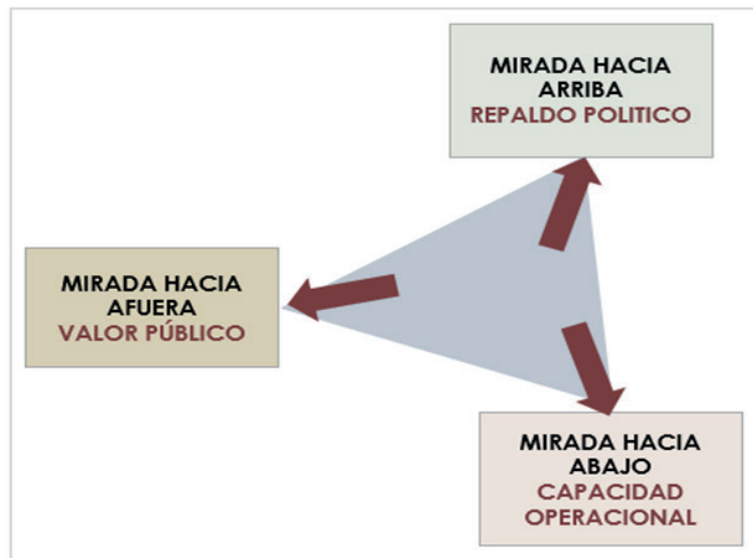 MIRADA HACIA
ARRIBA
REPALDO POLITICO
MIRADA HACIA
AFUERA
VALOR PÚBLICO
MIRADA HACIA
ABAJO
CAPACIDAD
OPERACIONAL